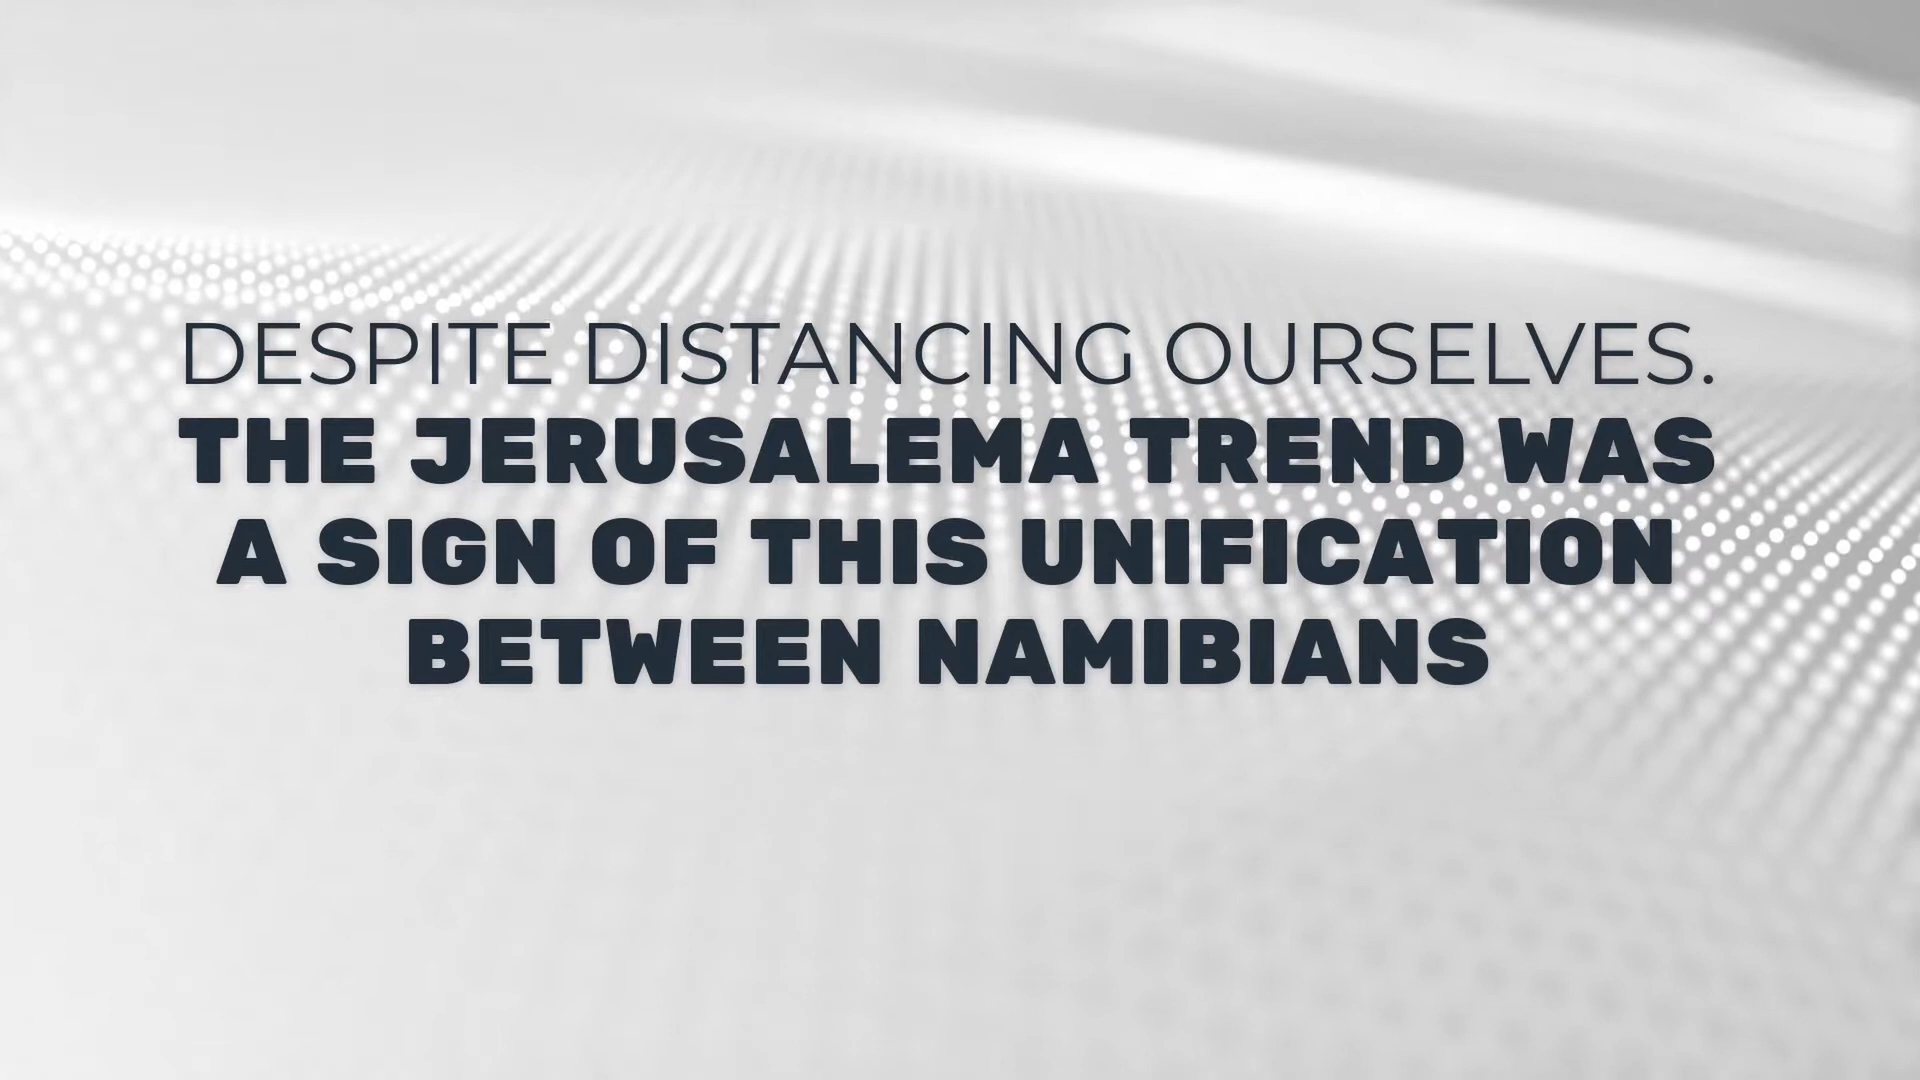 DESPITE DISTANCING OURSELVES.
THE JERUSALEMA TREND WAS
A SIGN OF THIS UNIFICATION
BETWEEN NAMIBIANS